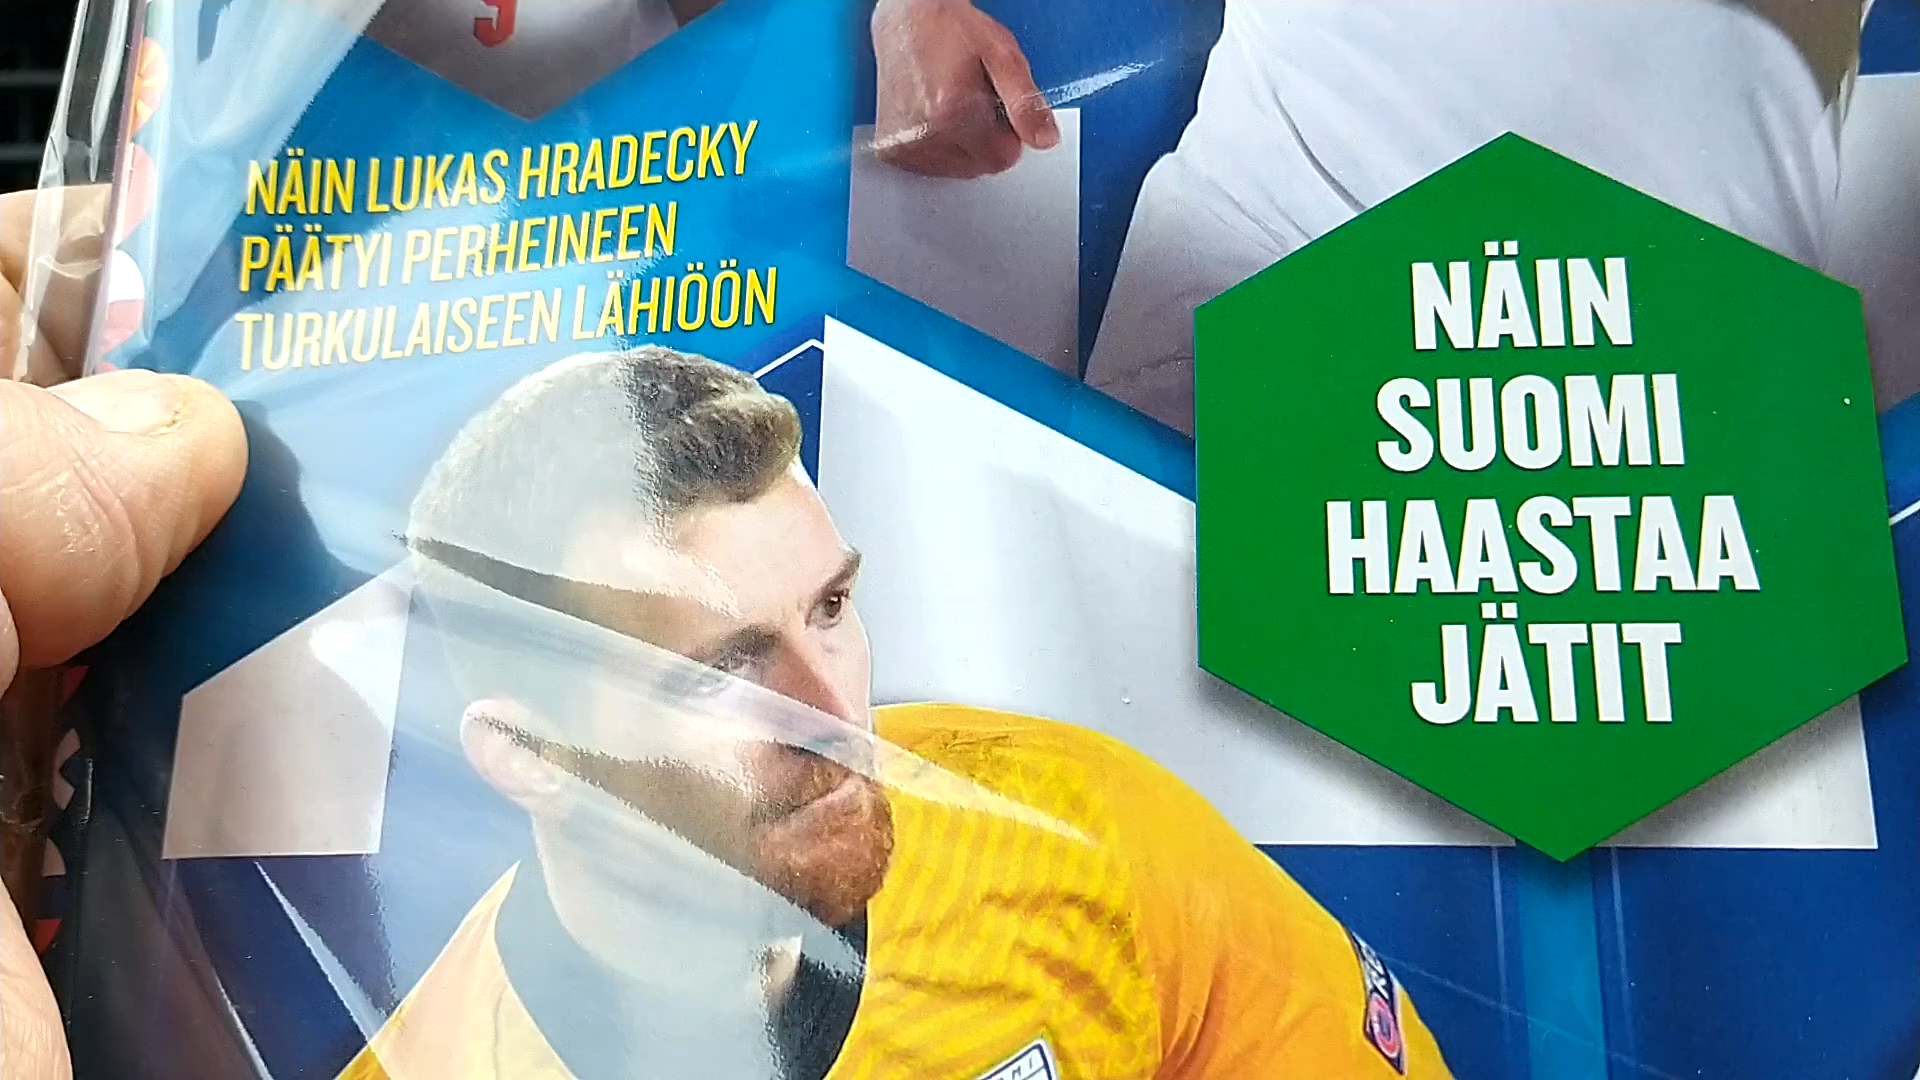 NÄIN LUKAS HRADECKY
PÄÄTYI PERHEINEEN
TURKULAISEEN LÄHIÖÖN
NÄIN
SUOMI
HAASTAA
JÄTIT